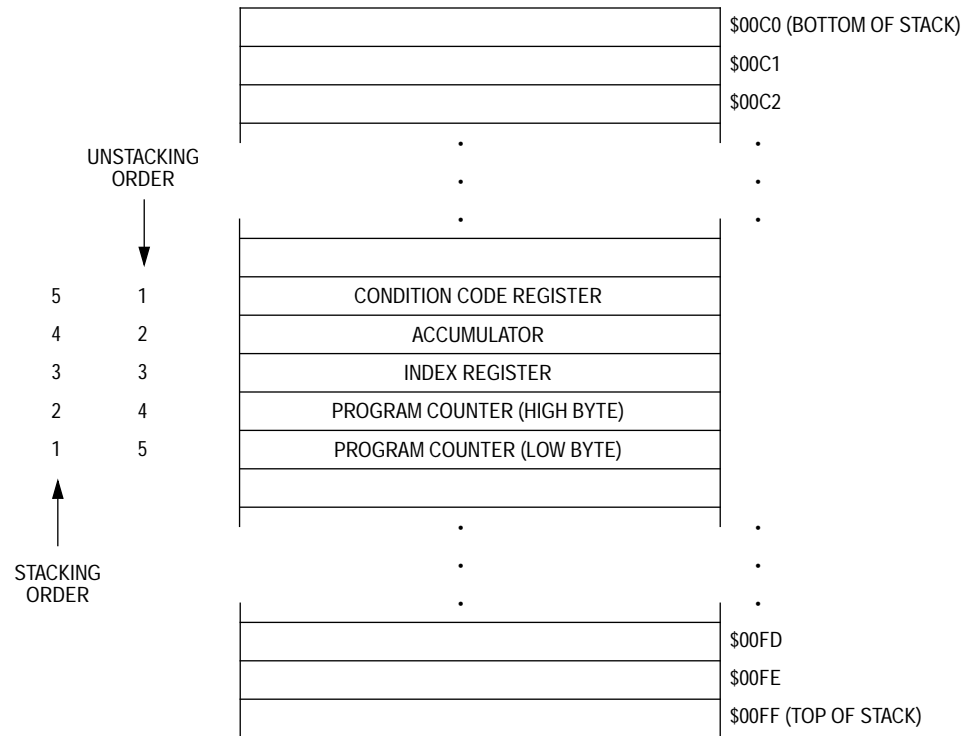 $00C0 (BOTTOM OF STACK)
$00C1
$00C2
UNSTACKING
ORDER
5 1 CONDITION CODE REGISTER
4 2 ACCUMULATOR
3 3 INDEX REGISTER
2 4 PROGRAM COUNTER (HIGH BYTE)
1 5 PROGRAM COUNTER (LOW BYTE)
STACKING
ORDER
$00FD
$00FE
$00FF (TOP OF STACK)